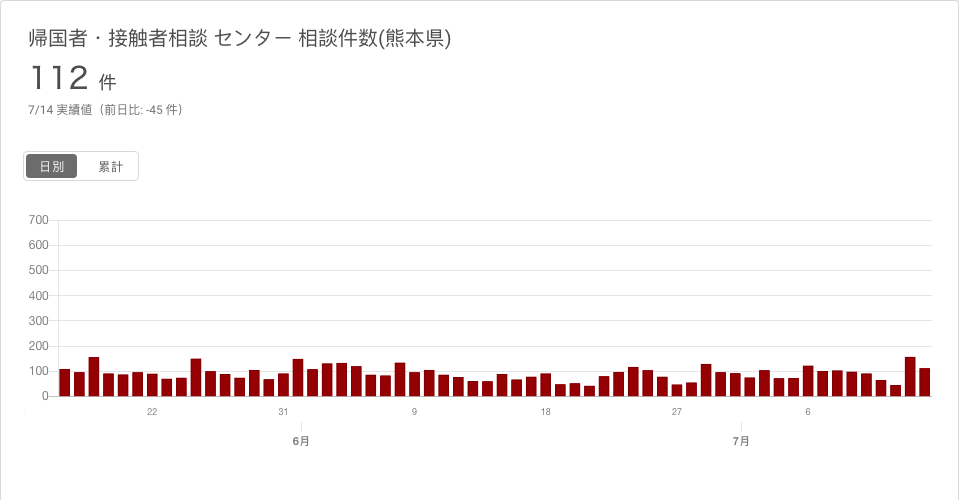 帰国者・接触者相談 センター 相談件数(熊本県)
112 件
7/14 実績値（前日比: -45 件）
日別 累計
700
600
500
400
300
200
100
0
22 31 9 18 27 6
6月 7月